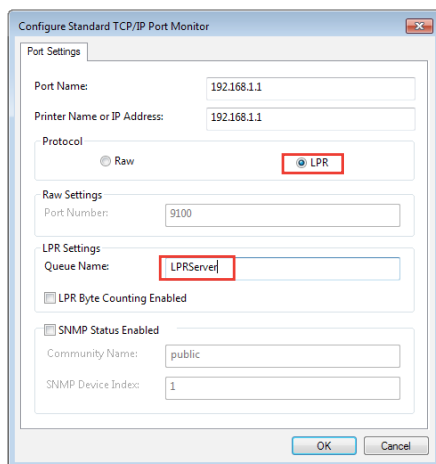 Configure Standard TCP/IP Port Monitor
Port Settings
Port Name: 192.168.1.1
Printer Name or IP Address: 192.168.1.1
Protocol
Raw LPR
Raw Settings
Port Number: 9100
LPR Settings
Queue Name: LPRServer
LPR Byte Counting Enabled
SNMP Status Enabled
Community Name: public
SNMP Device Index: 1
OK Cancel